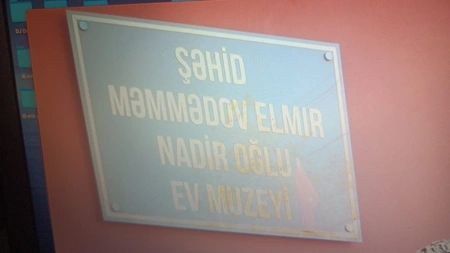 ŞƏHİD
MƏMMƏDOV ELMIR
NADİR OĞLU
EV MUZEYİ